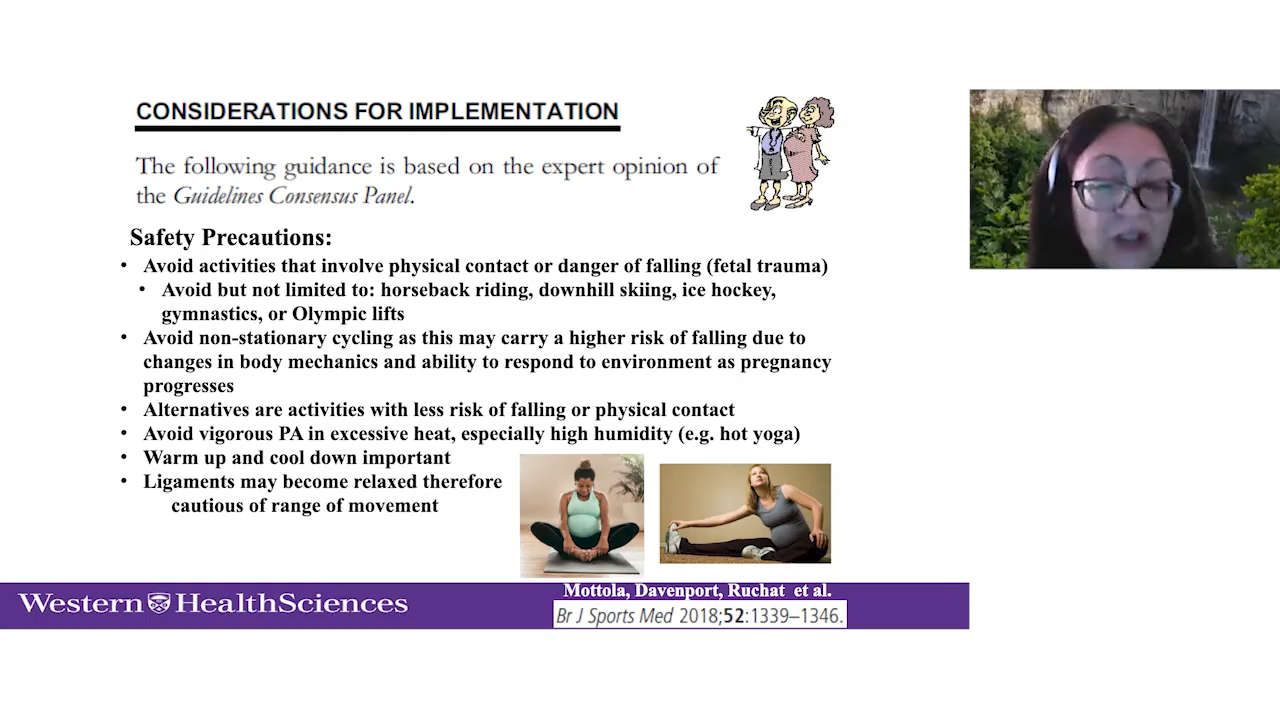 CONSIDERATIONS FOR IMPLEMENTATION
The following guidance is based on the expert opinion of
the Guidelines Consensus Panel.
Safety Precautions:
• Avoid activities that involve physical contact or danger of falling (fetal trauma)
• Avoid but not limited to: horseback riding, downhill skiing, ice hockey,
gymnastics, or Olympic lifts
• Avoid non-stationary cycling as this may carry a higher risk of falling due to
changes in body mechanics and ability to respond to environment as pregnancy
progresses
• Alternatives are activities with less risk of falling or physical contact
• Avoid vigorous PA in excessive heat, especially high humidity (e.g. hot yoga)
• Warm up and cool down important
• Ligaments may become relaxed therefore
cautious of range of movement
Western HealthSciences
Mottola, Davenport, Ruchat et al.
Br J Sports Med 2018;52:1339–1346.